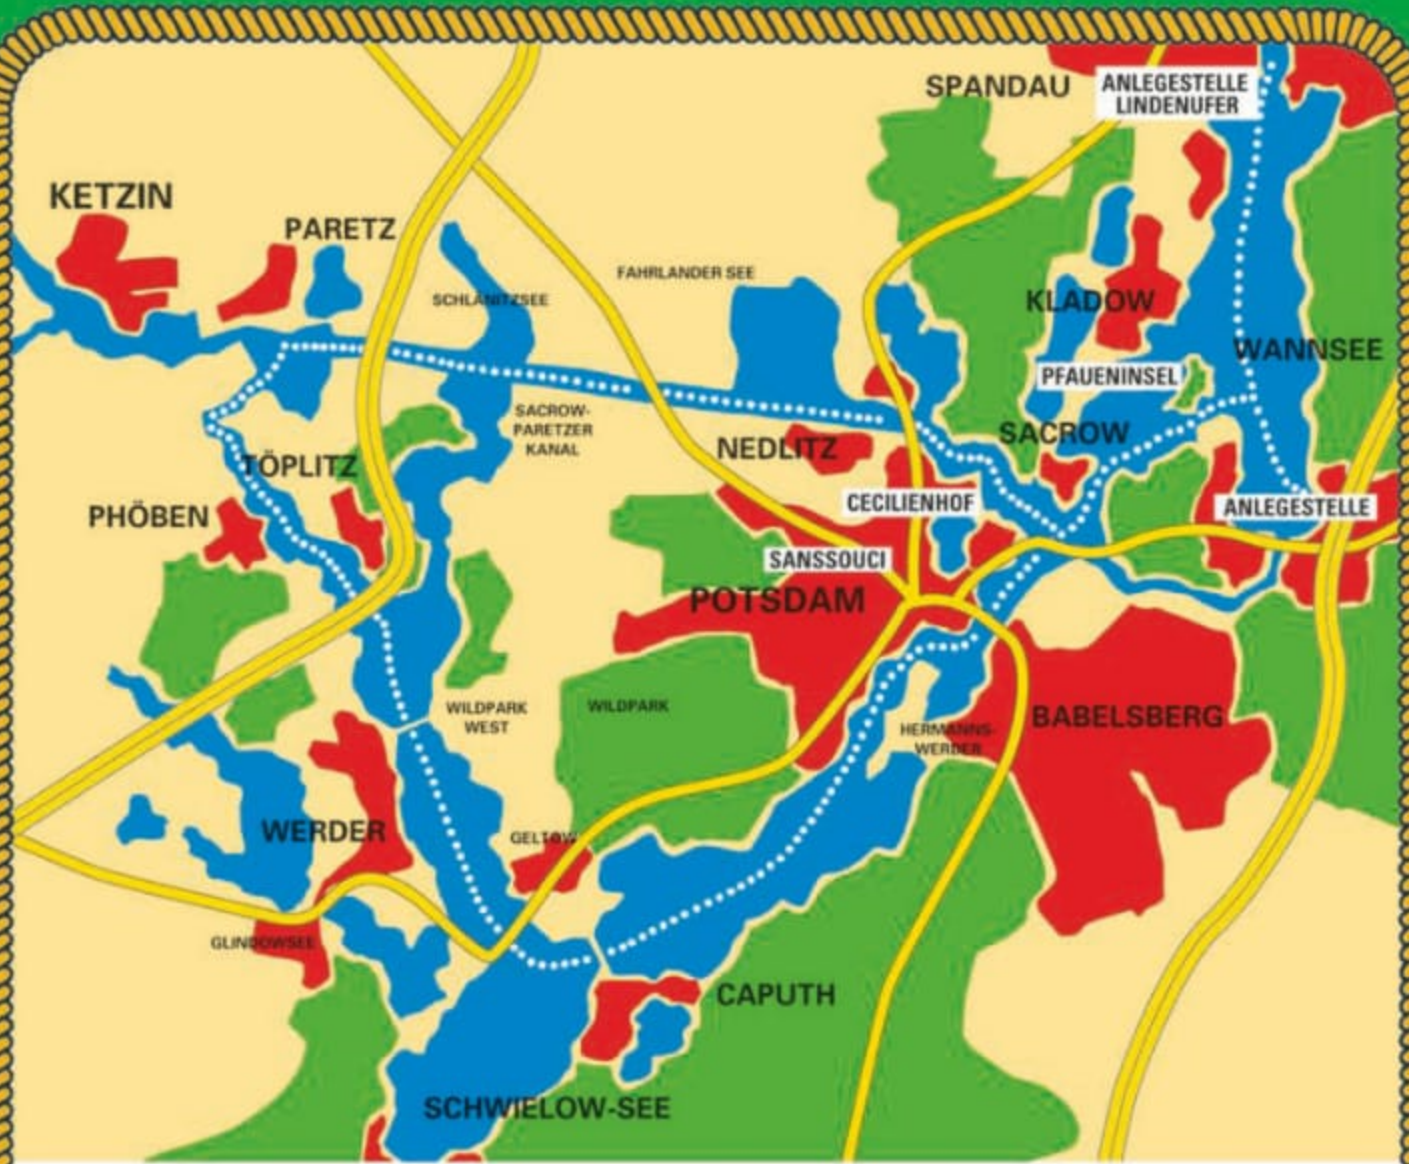 SPANDAU
ANLEGESTELLE
LINDENUFER
KETZIN
PARETZ
FAHRLANDER SEE
SCHLÄNITZSEE
KLADOW
WANNSEE
PFAUENINSEL
SACROW-
PARETZER
KANAL
NEDLITZ
SACROW
TÖPLITZ
PHÖBEN
CECILIENHOF
ANLEGESTELLE
SANSSOUCI
POTSDAM
WILDPARK
WEST
WILDPARK
HERMANNS-
WERDER
BABELSBERG
WERDER
GELTOW
GLINDOWSEE
CAPUTH
SCHWIELOW-SEE